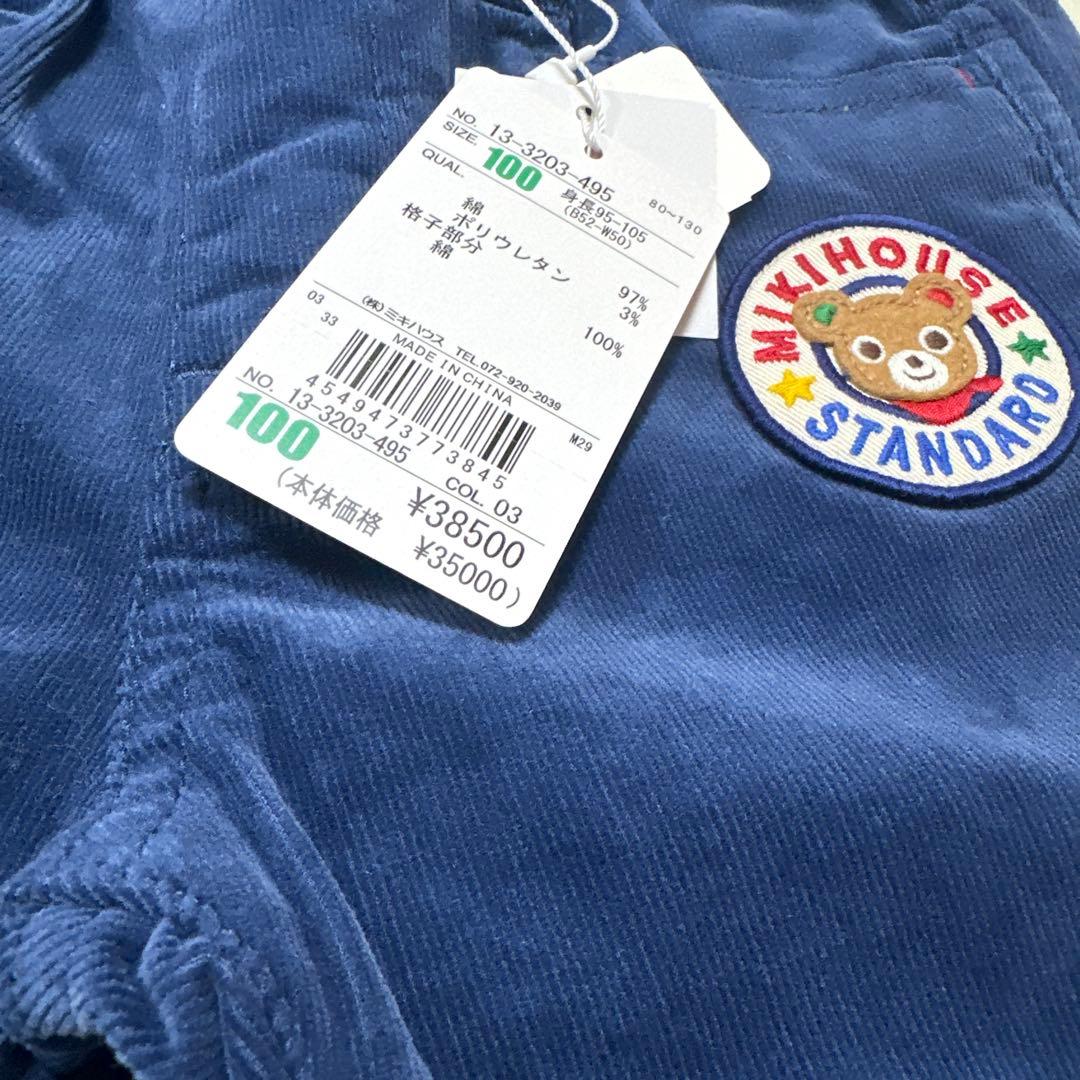 NO. 13-3203-495
SIZE. 100 身長95-105 80~130
(B52-W50)
QUAL.
綿 97%
ポリウレタン 3%
格子部分
綿 100%
03 (株)ミキハウス TEL.072-920-2039
33 MADE IN CHINA M29
4549473773845
NO. 13-3203-495 COL. 03
100 ¥38500
(本体価格 ¥35000)
MIKIHOUSE
STANDARD